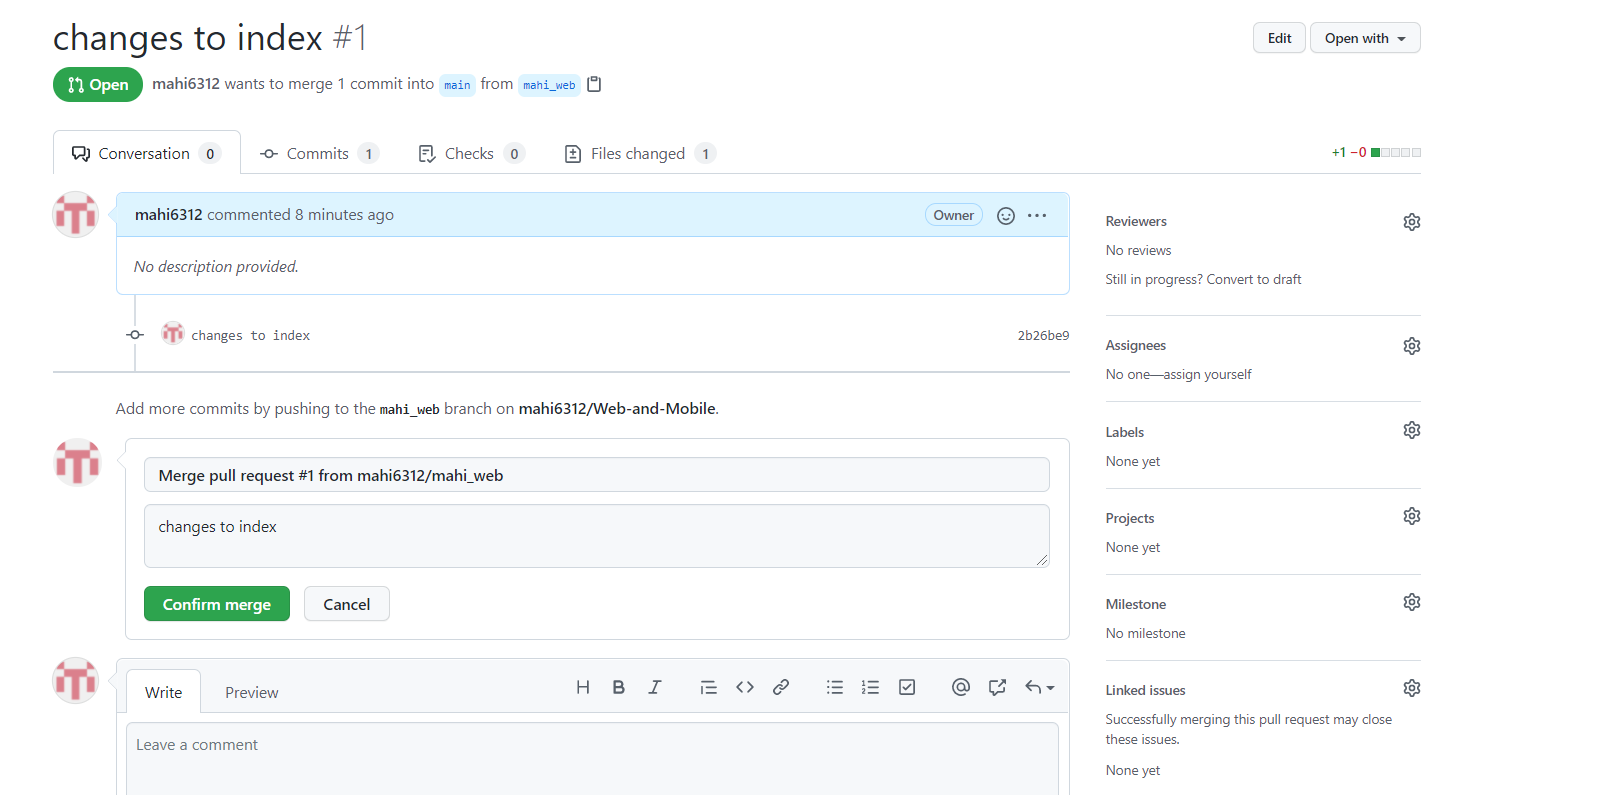 changes to index #1
Edit
Open with
Open
mahi6312 wants to merge 1 commit into main from mahi_web
Conversation 0
Commits 1
Checks 0
Files changed 1
+1 −0
mahi6312 commented 8 minutes ago
Owner
No description provided.
changes to index
2b26be9
Add more commits by pushing to the mahi_web branch on mahi6312/Web-and-Mobile.
Merge pull request #1 from mahi6312/mahi_web
changes to index
Confirm merge
Cancel
Write
Preview
Leave a comment
Reviewers
No reviews
Still in progress? Convert to draft
Assignees
No one—assign yourself
Labels
None yet
Projects
None yet
Milestone
No milestone
Linked issues
Successfully merging this pull request may close
these issues.
None yet